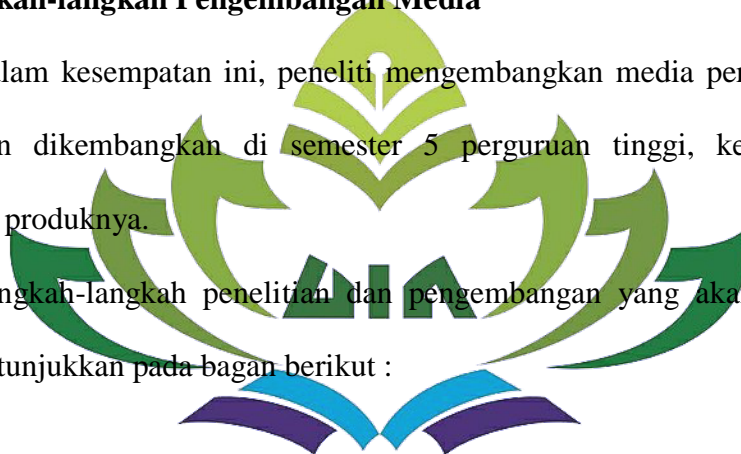 kah-langkah Pengembangan Media
lam kesempatan ini, peneliti mengembangkan media per
n dikembangkan di semester 5 perguruan tinggi, ke
produknya.
UIN
ngkah-langkah penelitian dan pengembangan yang aka
tunjukkan pada bagan berikut :